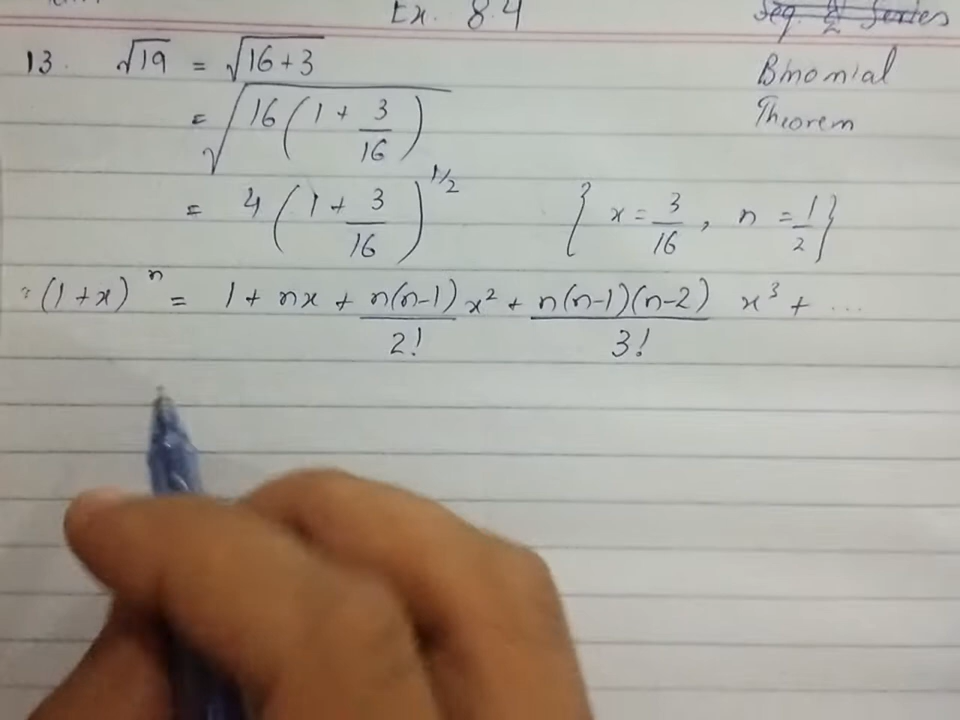 Ex. 8.4
Seq. & Series
13. √19 = √16+3
Binomial
= √16(1 + 3/16)
Theorem
= 4(1 + 3/16)^1/2 { x = 3/16, n = 1/2 }
∵ (1+x)^n = 1 + nx + n(n-1)/2! x² + n(n-1)(n-2)/3! x³ + ...